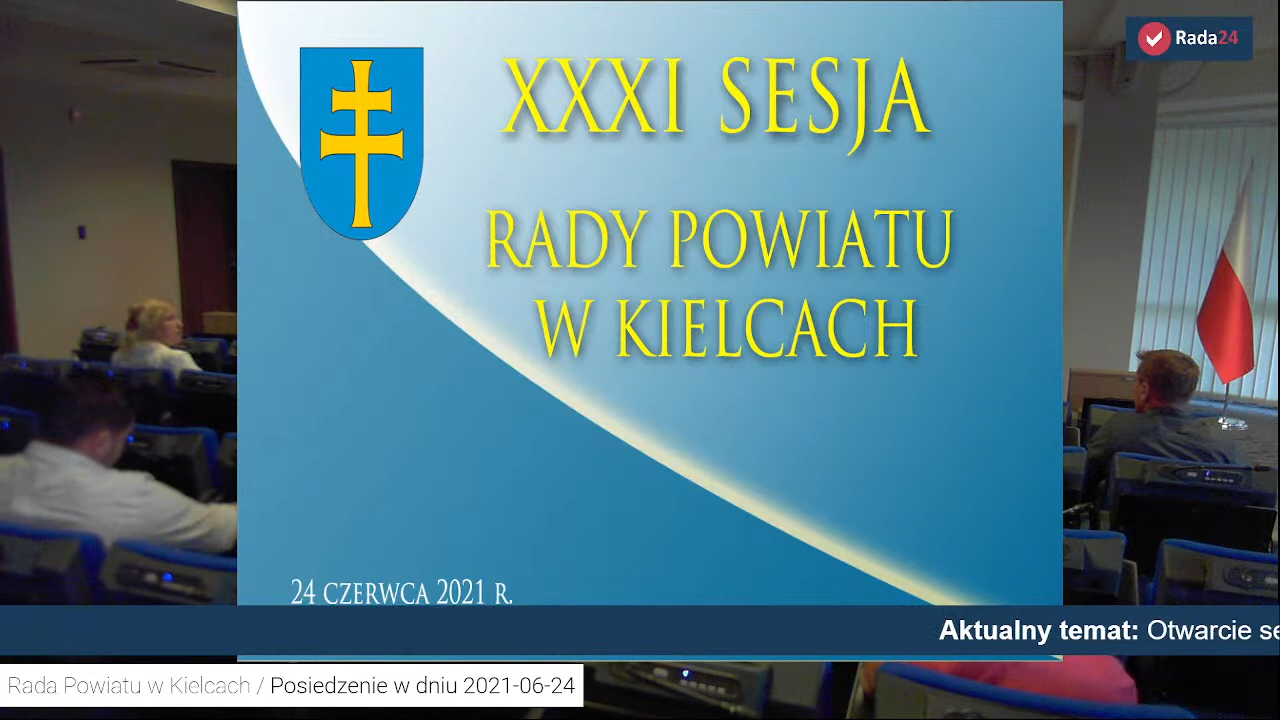 Rada24
XXXI SESJA
RADY POWIATU
W KIELCACH
24 CZERWCA 2021 R.
Aktualny temat: Otwarcie
Rada Powiatu w Kielcach / Posiedzenie w dniu 2021-06-24